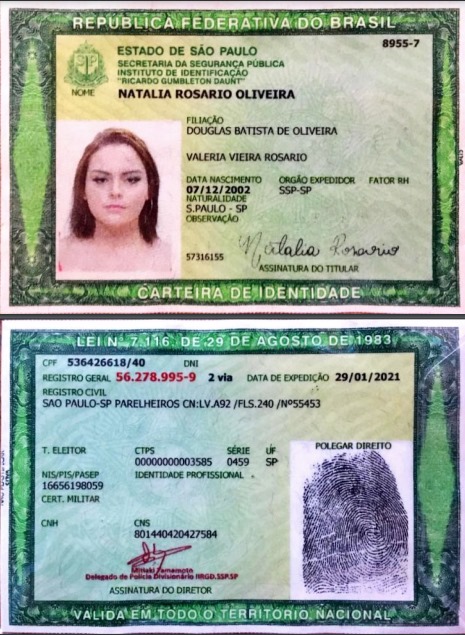 REPÚBLICA FEDERATIVA DO BRASIL
8955-7
ESTADO DE SÃO PAULO
SECRETARIA DA SEGURANÇA PÚBLICA
INSTITUTO DE IDENTIFICAÇÃO
"RICARDO GUMBLETON DAUNT"
NOME NATALIA ROSARIO OLIVEIRA
FILIAÇÃO
DOUGLAS BATISTA DE OLIVEIRA
VALERIA VIEIRA ROSARIO
DATA NASCIMENTO ORGÃO EXPEDIDOR FATOR RH
07/12/2002 SSP-SP
NATURALIDADE
S.PAULO - SP
OBSERVAÇÃO
Natalia Rosario
57316155
ASSINATURA DO TITULAR
CARTEIRA DE IDENTIDADE
LEI Nº 7.116, DE 29 DE AGOSTO DE 1983
CPF 536426618/40 DNI
REGISTRO GERAL 56.278.995-9 2 via DATA DE EXPEDIÇÃO 29/01/2021
REGISTRO CIVIL
SAO PAULO-SP PARELHEIROS CN:LV.A92 /FLS.240 /Nº55453
POLEGAR DIREITO
T. ELEITOR CTPS SÉRIE UF
00000000003585 0459 SP
NIS/PIS/PASEP IDENTIDADE PROFISSIONAL
16656198059
CERT. MILITAR
CNH CNS
801440420427584
Mitiaki Yamamoto
Delegado de Polícia Divisionário IIRGD.SSP.SP
ASSINATURA DO DIRETOR
VALIDA EM TODO O TERRITÓRIO NACIONAL